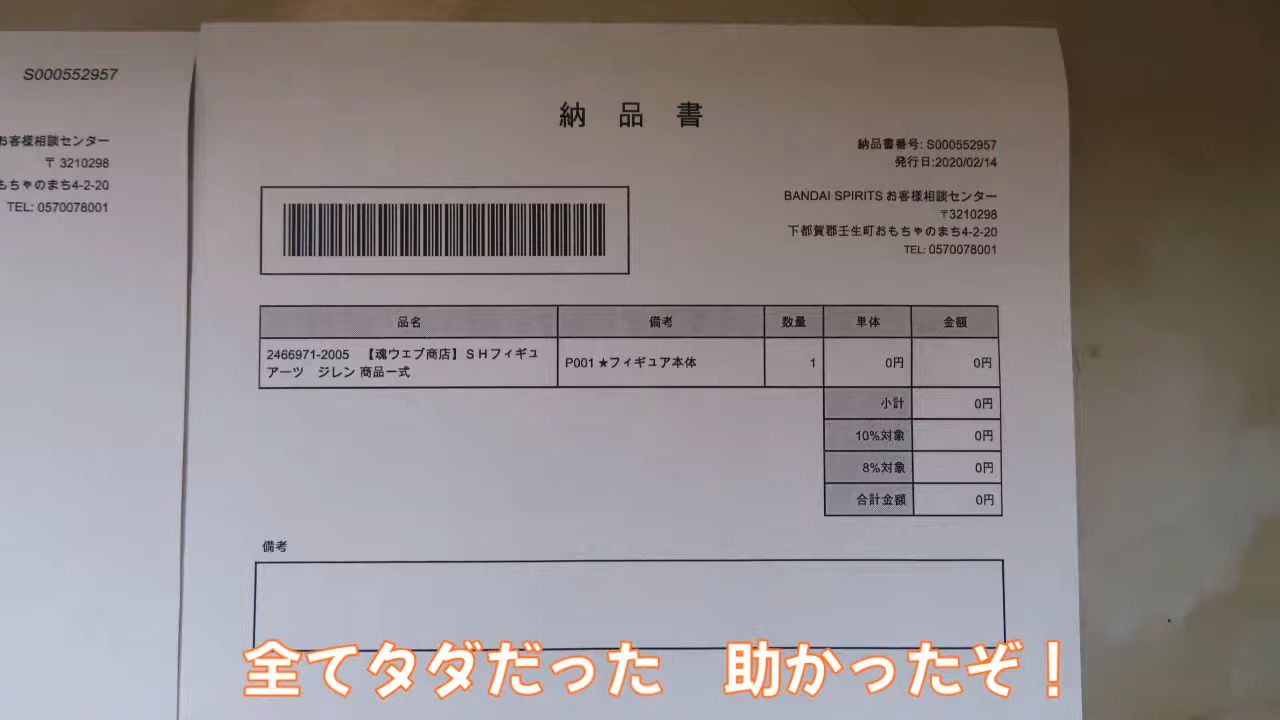 S000552957
お客様相談センター
〒 3210298
もちゃのまち4-2-20
TEL: 0570078001
納品書
納品書番号: S000552957
発行日:2020/02/14
BANDAI SPIRITS お客様相談センター
〒3210298
下都賀郡壬生町おもちゃのまち4-2-20
TEL: 0570078001
品名 備考 数量 単体 金額
2466971-2005 【魂ウェブ商店】ＳＨフィギュ
アーツ ジレン 商品一式 P001 ★フィギュア本体 1 0円 0円
小計 0円
10%対象 0円
8%対象 0円
合計金額 0円
備考
全てタダだった 助かったぞ！